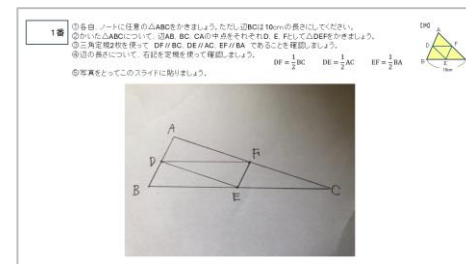 1番
①各自、ノートに任意の△ABCをかきましょう。ただし辺BCは10cmの長さにしてください。
②かいた△ABCについて、辺AB、BC、CAの中点をそれぞれD、E、Fとして△DEFをかきましょう。
③三角定規2枚を使って DF // BC、DE // AC、EF // BA であることを確認しましょう。
④辺の長さについて、右記を定規を使って確認しましょう。
DF = 1/2 BC DE = 1/2 AC EF = 1/2 BA
⑤写真をとってこのスライドに貼りましょう。
【例】
A
D F
B E C
10cm
A
D F
B E C